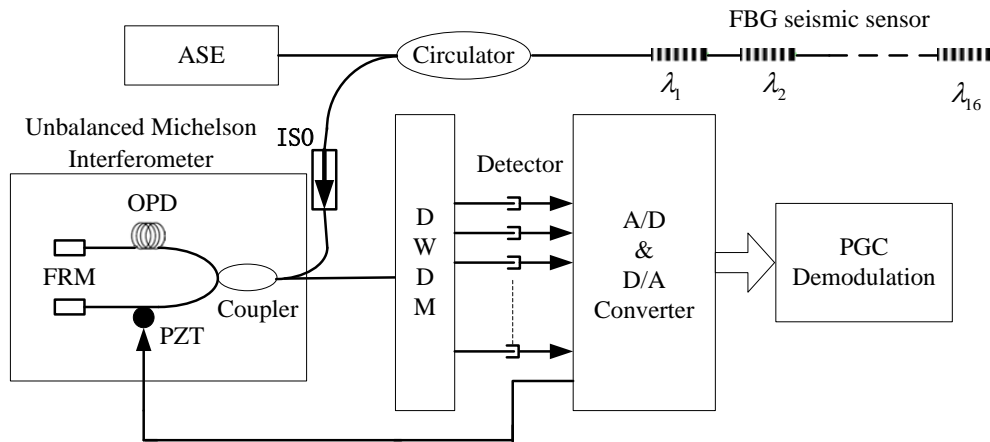 FBG seismic sensor
ASE
Circulator
λ1
λ2
λ16
Unbalanced Michelson
Interferometer
ISO
Detector
OPD
FRM
Coupler
PZT
D
W
D
M
A/D
&
D/A
Converter
PGC
Demodulation